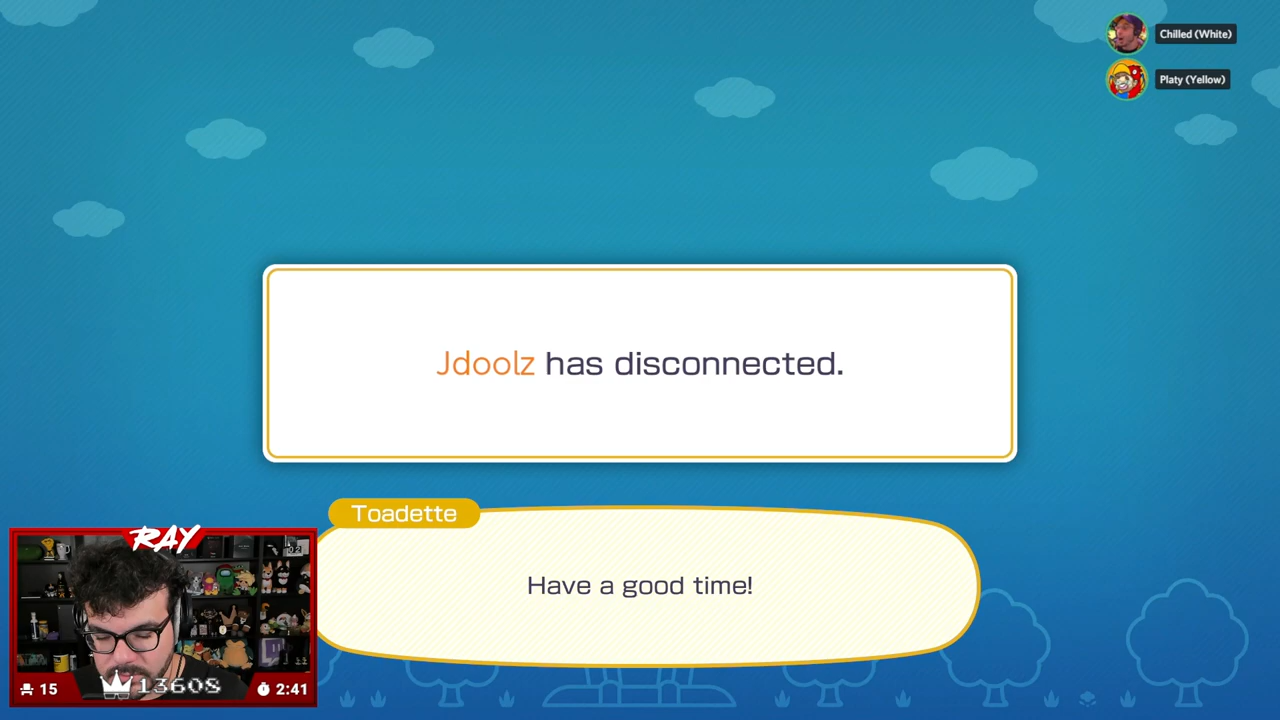 Chilled (White)
Platy (Yellow)
Jdoolz has disconnected.
Toadette
Have a good time!
RAY
15
13608
2:41